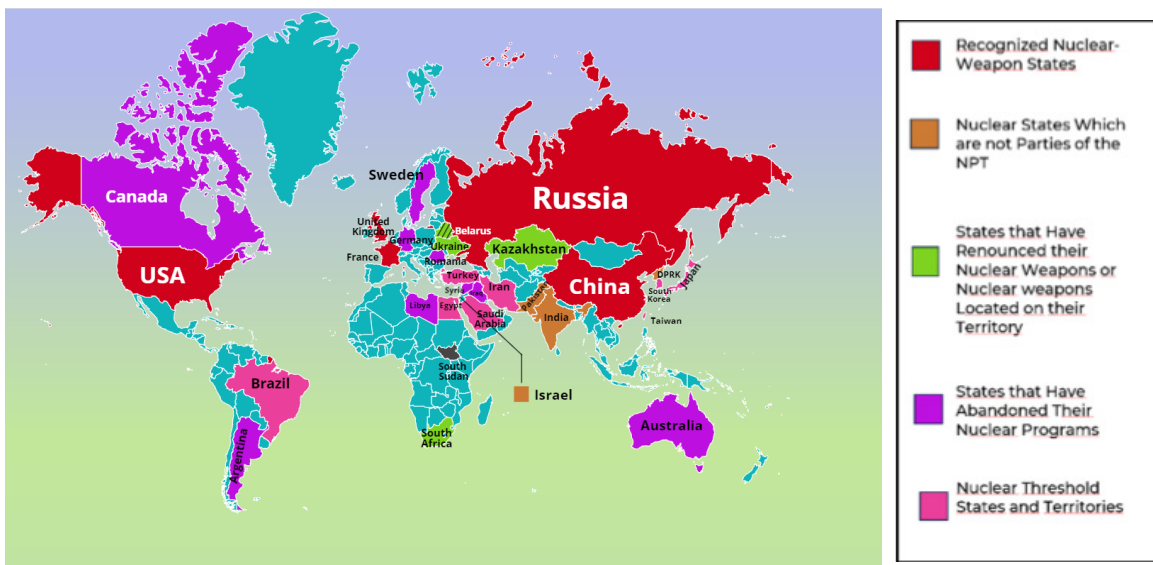 Canada
USA
Brazil
Argentina
Sweden
United
Kingdom
Germany
France
Belarus
Ukraine
Romania
Russia
Kazakhstan
China
Turkey
Syria
Iraq
Iran
Libya
Egypt
Saudi
Arabia
Pakistan
India
DPRK
South
Korea
Japan
Taiwan
South
Sudan
Israel
South
Africa
Australia
Recognized Nuclear-
Weapon States
Nuclear States Which
are not Parties of the
NPT
States that Have
Renounced their
Nuclear Weapons or
Nuclear weapons
Located on their
Territory
States that Have
Abandoned Their
Nuclear Programs
Nuclear Threshold
States and Territories